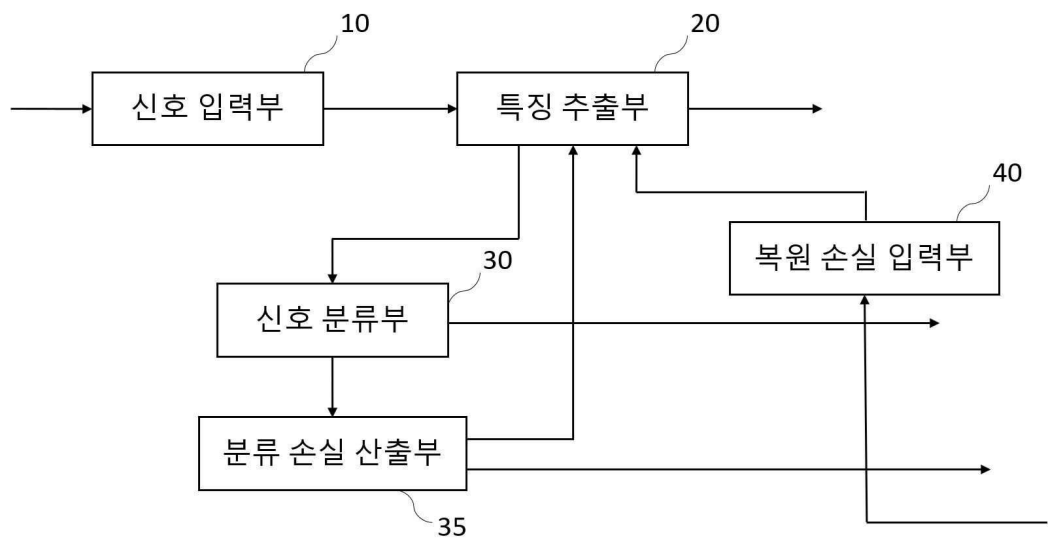 10
20
신호 입력부
특징 추출부
40
복원 손실 입력부
30
신호 분류부
분류 손실 산출부
35